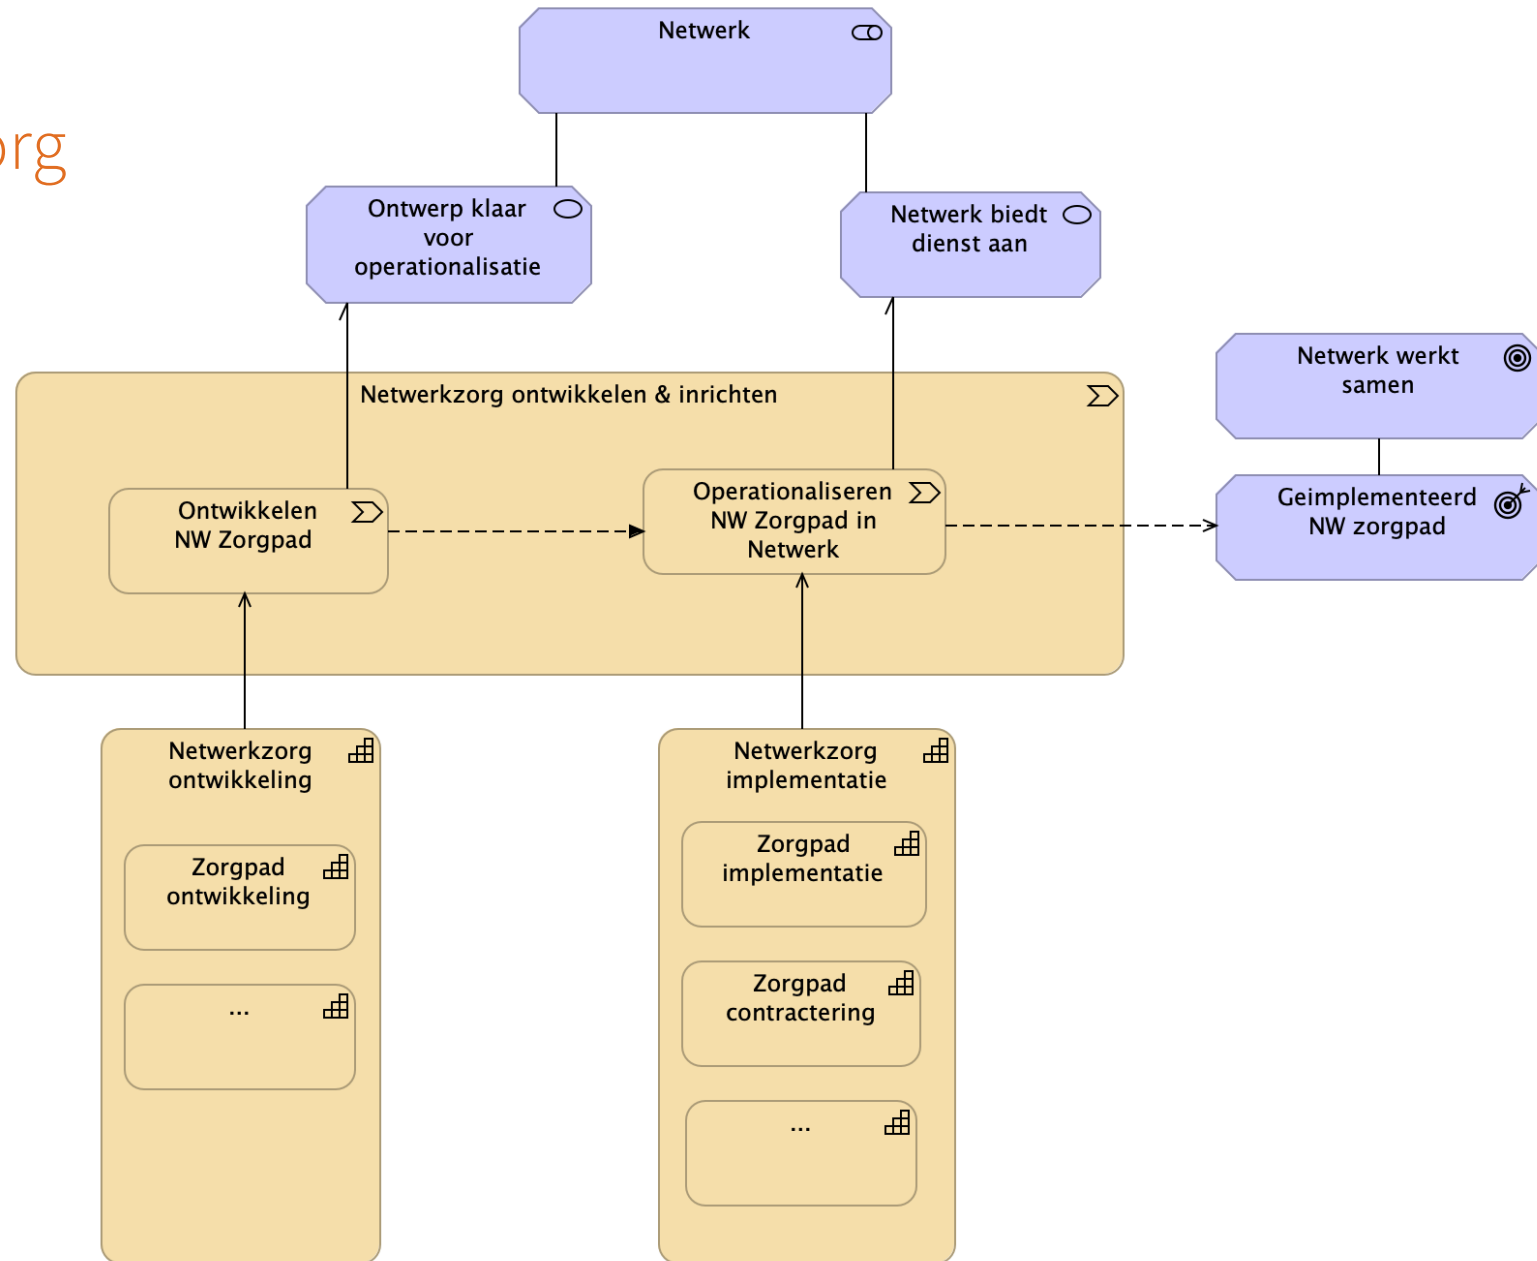 Netwerk
org
Ontwerp klaar
voor
operationalisatie
Netwerk biedt
dienst aan
Netwerkzorg ontwikkelen & inrichten
Netwerk werkt
samen
Ontwikkelen
NW Zorgpad
Operationaliseren
NW Zorgpad in
Netwerk
Geimplementeerd
NW zorgpad
Netwerkzorg
ontwikkeling
Zorgpad
ontwikkeling
...
Netwerkzorg
implementatie
Zorgpad
implementatie
Zorgpad
contractering
...